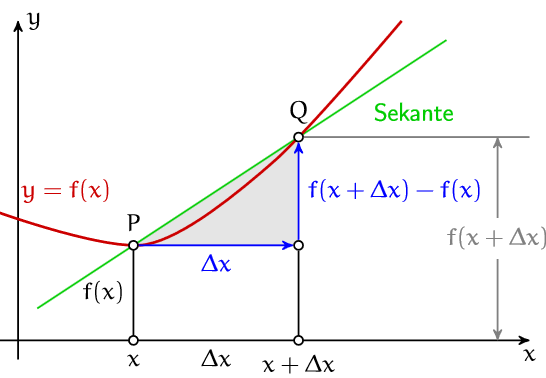 y
Q
Sekante
y = f(x)
f(x + Δx) − f(x)
P
f(x + Δx)
Δx
f(x)
x
Δx
x + Δx
x